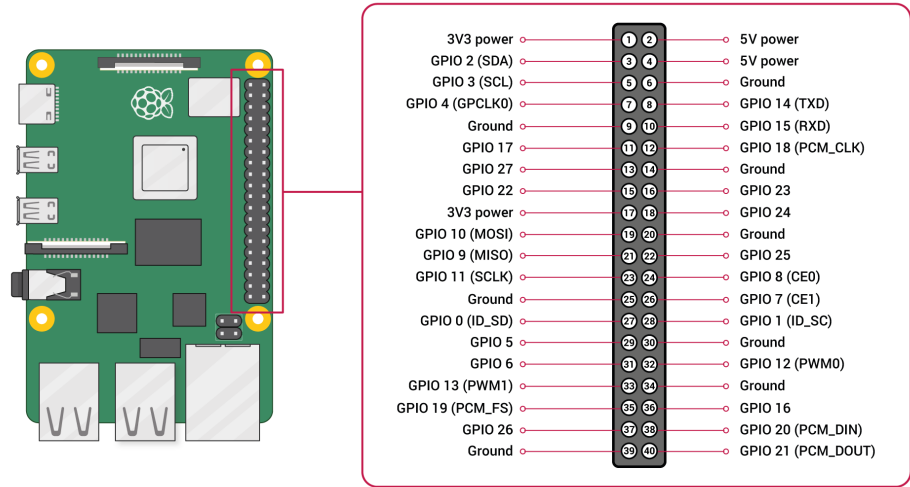 3V3 power 1 2 5V power
GPIO 2 (SDA) 3 4 5V power
GPIO 3 (SCL) 5 6 Ground
GPIO 4 (GPCLK0) 7 8 GPIO 14 (TXD)
Ground 9 10 GPIO 15 (RXD)
GPIO 17 11 12 GPIO 18 (PCM_CLK)
GPIO 27 13 14 Ground
GPIO 22 15 16 GPIO 23
3V3 power 17 18 GPIO 24
GPIO 10 (MOSI) 19 20 Ground
GPIO 9 (MISO) 21 22 GPIO 25
GPIO 11 (SCLK) 23 24 GPIO 8 (CE0)
Ground 25 26 GPIO 7 (CE1)
GPIO 0 (ID_SD) 27 28 GPIO 1 (ID_SC)
GPIO 5 29 30 Ground
GPIO 6 31 32 GPIO 12 (PWM0)
GPIO 13 (PWM1) 33 34 Ground
GPIO 19 (PCM_FS) 35 36 GPIO 16
GPIO 26 37 38 GPIO 20 (PCM_DIN)
Ground 39 40 GPIO 21 (PCM_DOUT)